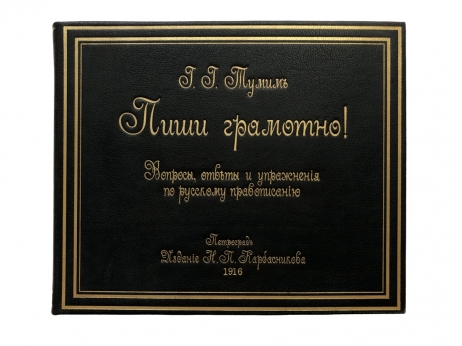 Г. Г. Тумимъ
Пиши грамотно!
Вопросы, отвѣты и упражненія
по русскому правописанію
Петроградъ
Изданіе Н. П. Карбасникова
1916